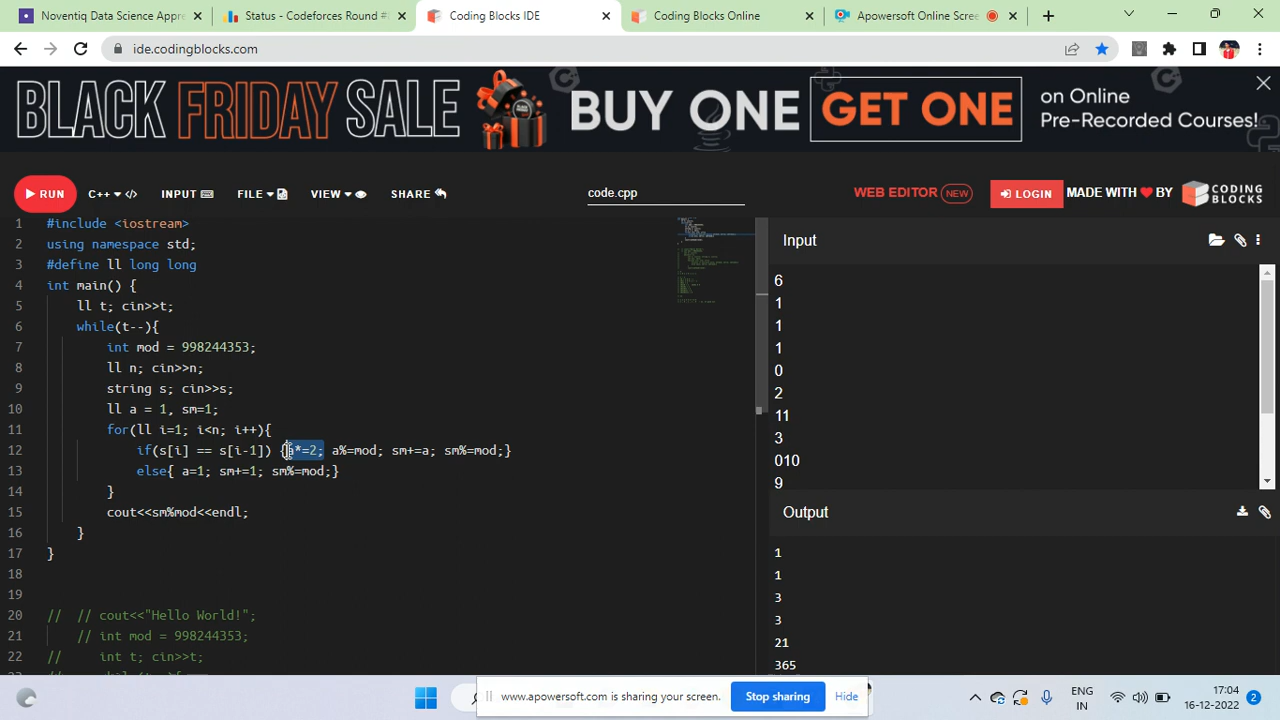 Noventiq Data Science Appre
Status - Codeforces Round #
Coding Blocks IDE
Coding Blocks Online
Apowersoft Online Scree
ide.codingblocks.com
BLACK FRIDAY SALE
BUY ONE GET ONE
on Online
Pre-Recorded Courses!
RUN C++ </> INPUT FILE VIEW SHARE
code.cpp
WEB EDITOR NEW
LOGIN
MADE WITH BY
CODING
BLOCKS
1 #include <iostream>
2 using namespace std;
3 #define ll long long
4 int main() {
5 ll t; cin>>t;
6 while(t--){
7 int mod = 998244353;
8 ll n; cin>>n;
9 string s; cin>>s;
10 ll a = 1, sm=1;
11 for(ll i=1; i<n; i++){
12 if(s[i] == s[i-1]) {a*=2; a%=mod; sm+=a; sm%=mod;}
13 else{ a=1; sm+=1; sm%=mod;}
14 }
15 cout<<sm%mod<<endl;
16 }
17 }
18
19
20 // // cout<<"Hello World!";
21 // // int mod = 998244353;
22 // int t; cin>>t;
Input
6
1
1
1
0
2
11
3
010
9
Output
1
1
3
3
21
365
www.apowersoft.com is sharing your screen.
Stop sharing
Hide
ENG
IN
17:04
16-12-2022
2